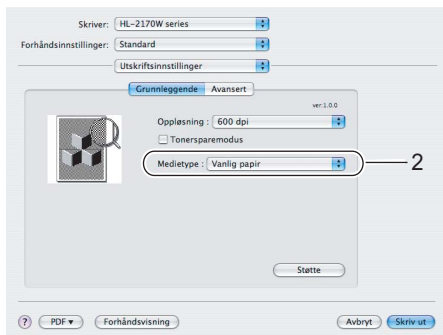 Skriver: HL-2170W series
Forhåndsinnstillinger: Standard
Utskriftsinnstillinger
Grunnleggende Avansert
ver:1.0.0
Oppløsning : 600 dpi
Tonersparemodus
Medietype : Vanlig papir 2
Støtte
? PDF ▾ Forhåndsvisning Avbryt Skriv ut